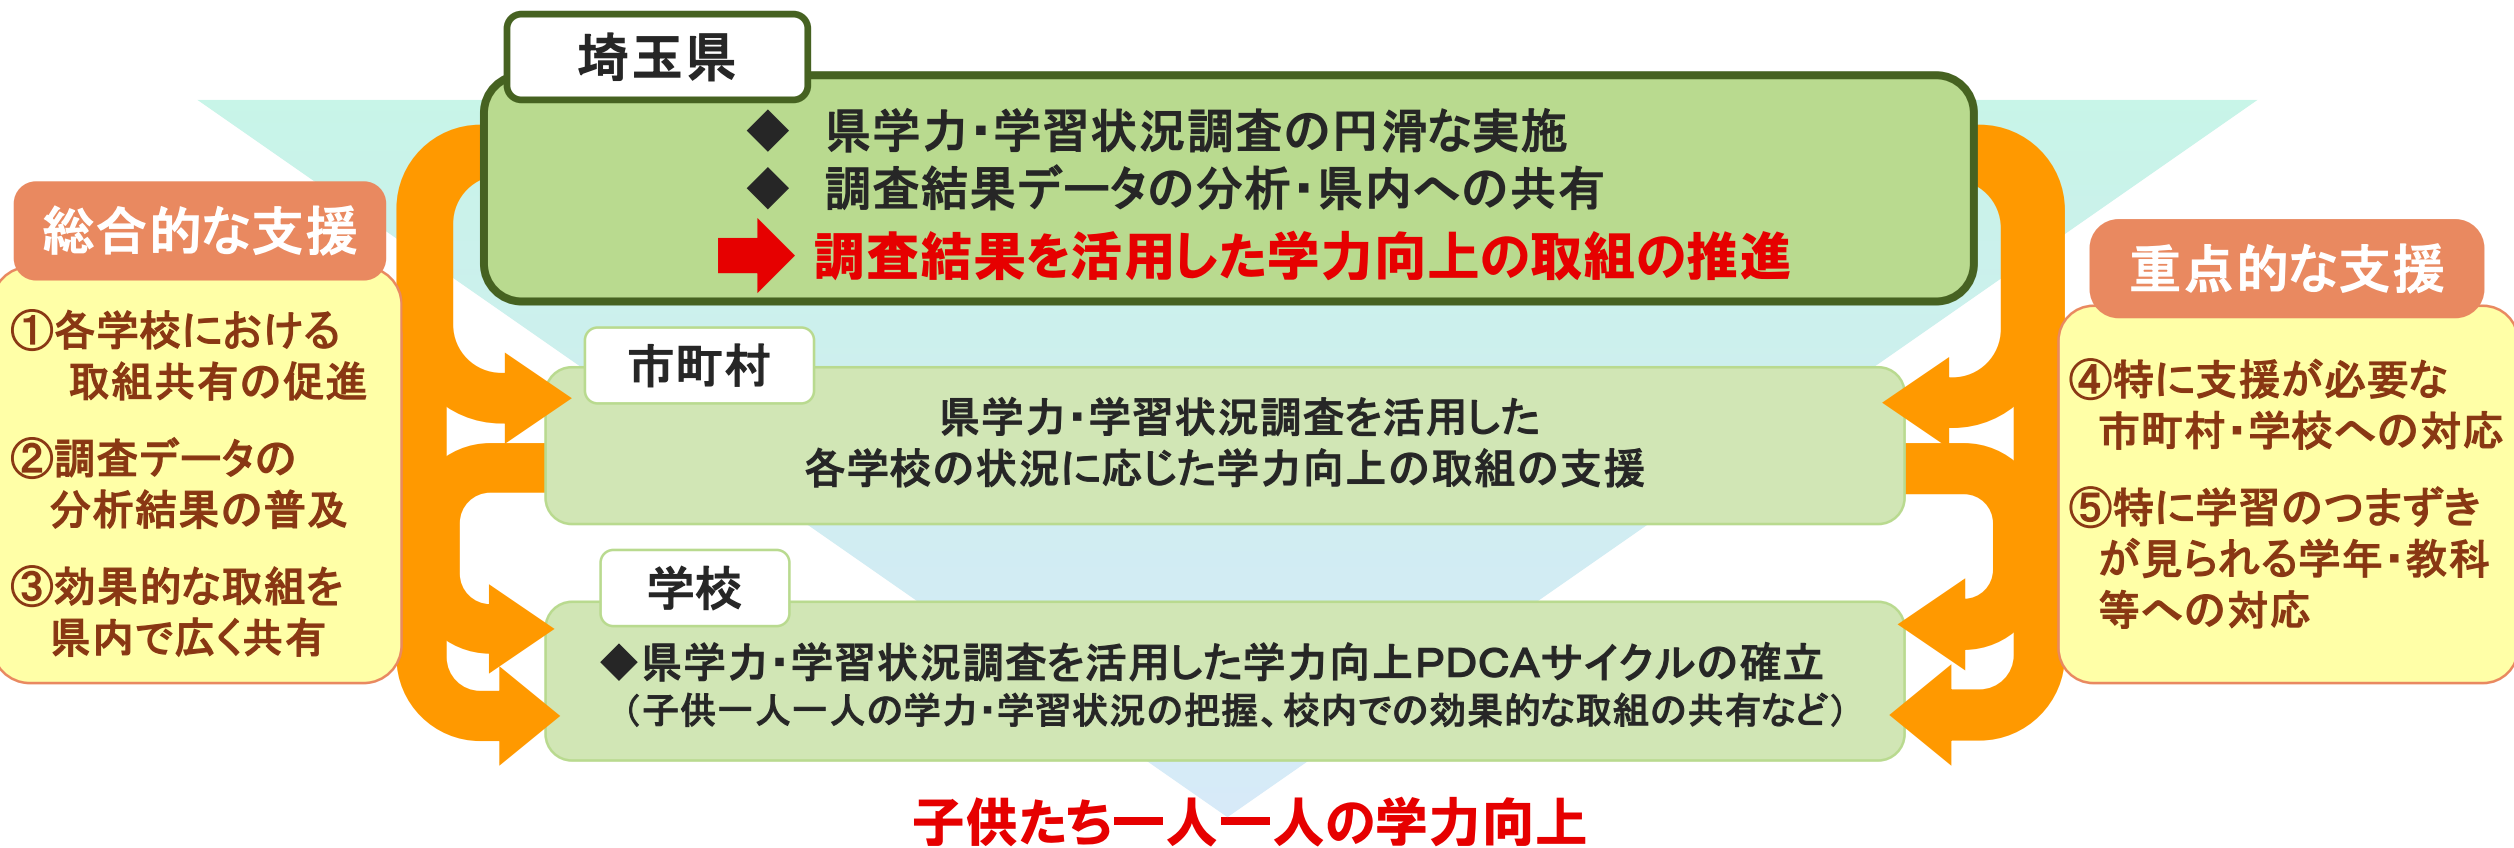 埼玉県
◆ 県学力・学習状況調査の円滑な実施
◆ 調査結果データの分析・県内への共有
調査結果を活用した学力向上の取組の推進
総合的な支援
①各学校における
取組共有の促進
②調査データの
分析結果の蓄積
③効果的な取組を
県内で広く共有
重点的な支援
④特に支援が必要な
市町村・学校への対応
⑤特に学習のつまずき
が見られる学年・教科
等への対応
市町村
県学力・学習状況調査を活用した
各学校の状況に応じた学力向上の取組の支援
学校
◆県学力・学習状況調査を活用した学力向上PDCAサイクルの確立
（子供一人一人の学力・学習状況の把握、校内での効果的な取組の共有など）
子供たち一人一人の学力向上